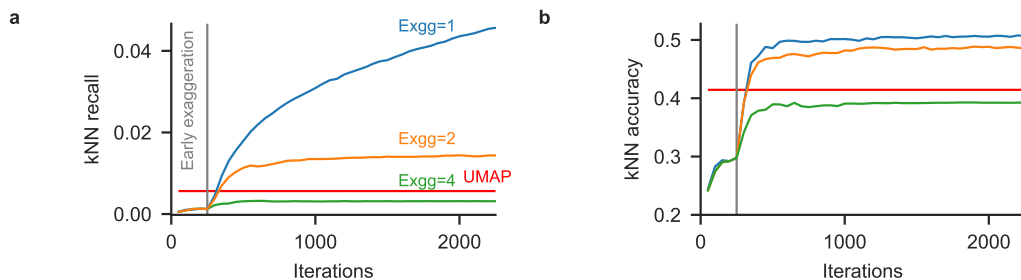 a
kNN recall
0.04
0.02
0.00
Early exaggeration
Exgg=1
Exgg=2
UMAP
Exgg=4
0
1000
2000
Iterations
b
kNN accuracy
0.5
0.4
0.3
0.2
0
1000
2000
Iterations